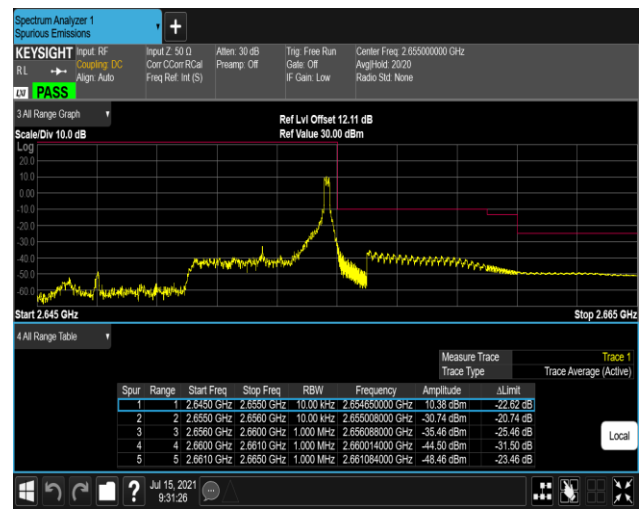 Spectrum Analyzer 1
Spurious Emissions
KEYSIGHT Input: RF Input Z: 50 Ω Atten: 30 dB Trig: Free Run Center Freq: 2.655000000 GHz
RL Coupling: DC Corr CCorr RCal Preamp: Off Gate: Off Avg|Hold: 20/20
Align: Auto Freq Ref: Int (S) IF Gain: Low Radio Std: None
LXI PASS
3 All Range Graph
Ref Lvl Offset 12.11 dB
Scale/Div 10.0 dB Ref Value 30.00 dBm
Log
20.0
10.0
0.00
-10.0
-20.0
-30.0
-40.0
-50.0
-60.0
Start 2.645 GHz Stop 2.665 GHz
4 All Range Table
Measure Trace Trace 1
Trace Type Trace Average (Active)
Spur Range Start Freq Stop Freq RBW Frequency Amplitude ΔLimit
1 1 2.6450 GHz 2.6550 GHz 10.00 kHz 2.654650000 GHz 10.38 dBm -22.62 dB
2 2 2.6550 GHz 2.6560 GHz 10.00 kHz 2.655008000 GHz -30.74 dBm -20.74 dB
3 3 2.6560 GHz 2.6600 GHz 1.000 MHz 2.656088000 GHz -35.46 dBm -25.46 dB
4 4 2.6600 GHz 2.6610 GHz 1.000 MHz 2.660014000 GHz -44.50 dBm -31.50 dB
5 5 2.6610 GHz 2.6650 GHz 1.000 MHz 2.661084000 GHz -48.46 dBm -23.46 dB
Local
Jul 15, 2021
9:31:26